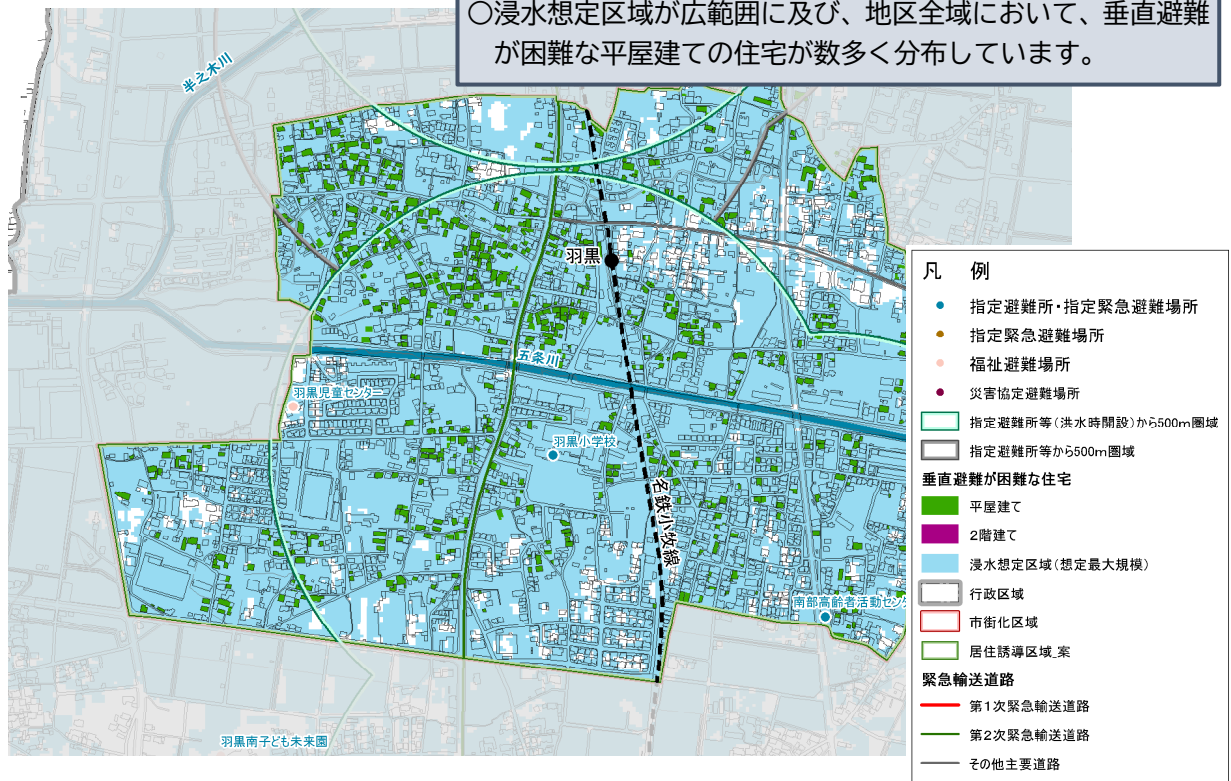 ○浸水想定区域が広範囲に及び、地区全域において、垂直避難
が困難な平屋建ての住宅が数多く分布しています。
半之木川
羽黒
五条川
羽黒児童センター
羽黒小学校
名鉄小牧線
南部高齢者活動センタ
羽黒南子ども未来園
凡 例
指定避難所・指定緊急避難場所
指定緊急避難場所
福祉避難場所
災害協定避難場所
指定避難所等(洪水時開設)から500m圏域
指定避難所等から500m圏域
垂直避難が困難な住宅
平屋建て
2階建て
浸水想定区域(想定最大規模)
行政区域
市街化区域
居住誘導区域_案
緊急輸送道路
第1次緊急輸送道路
第2次緊急輸送道路
その他主要道路